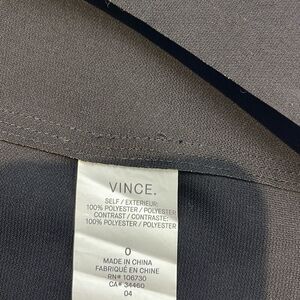 VINCE.
SELF / EXTERIEUR:
100% POLYESTER / POLYESTER
CONTRAST / CONTRASTE:
100% POLYESTER / POLYESTER
0
MADE IN CHINA
FABRIQUÉ EN CHINE
RN# 106730
CA# 34460
04